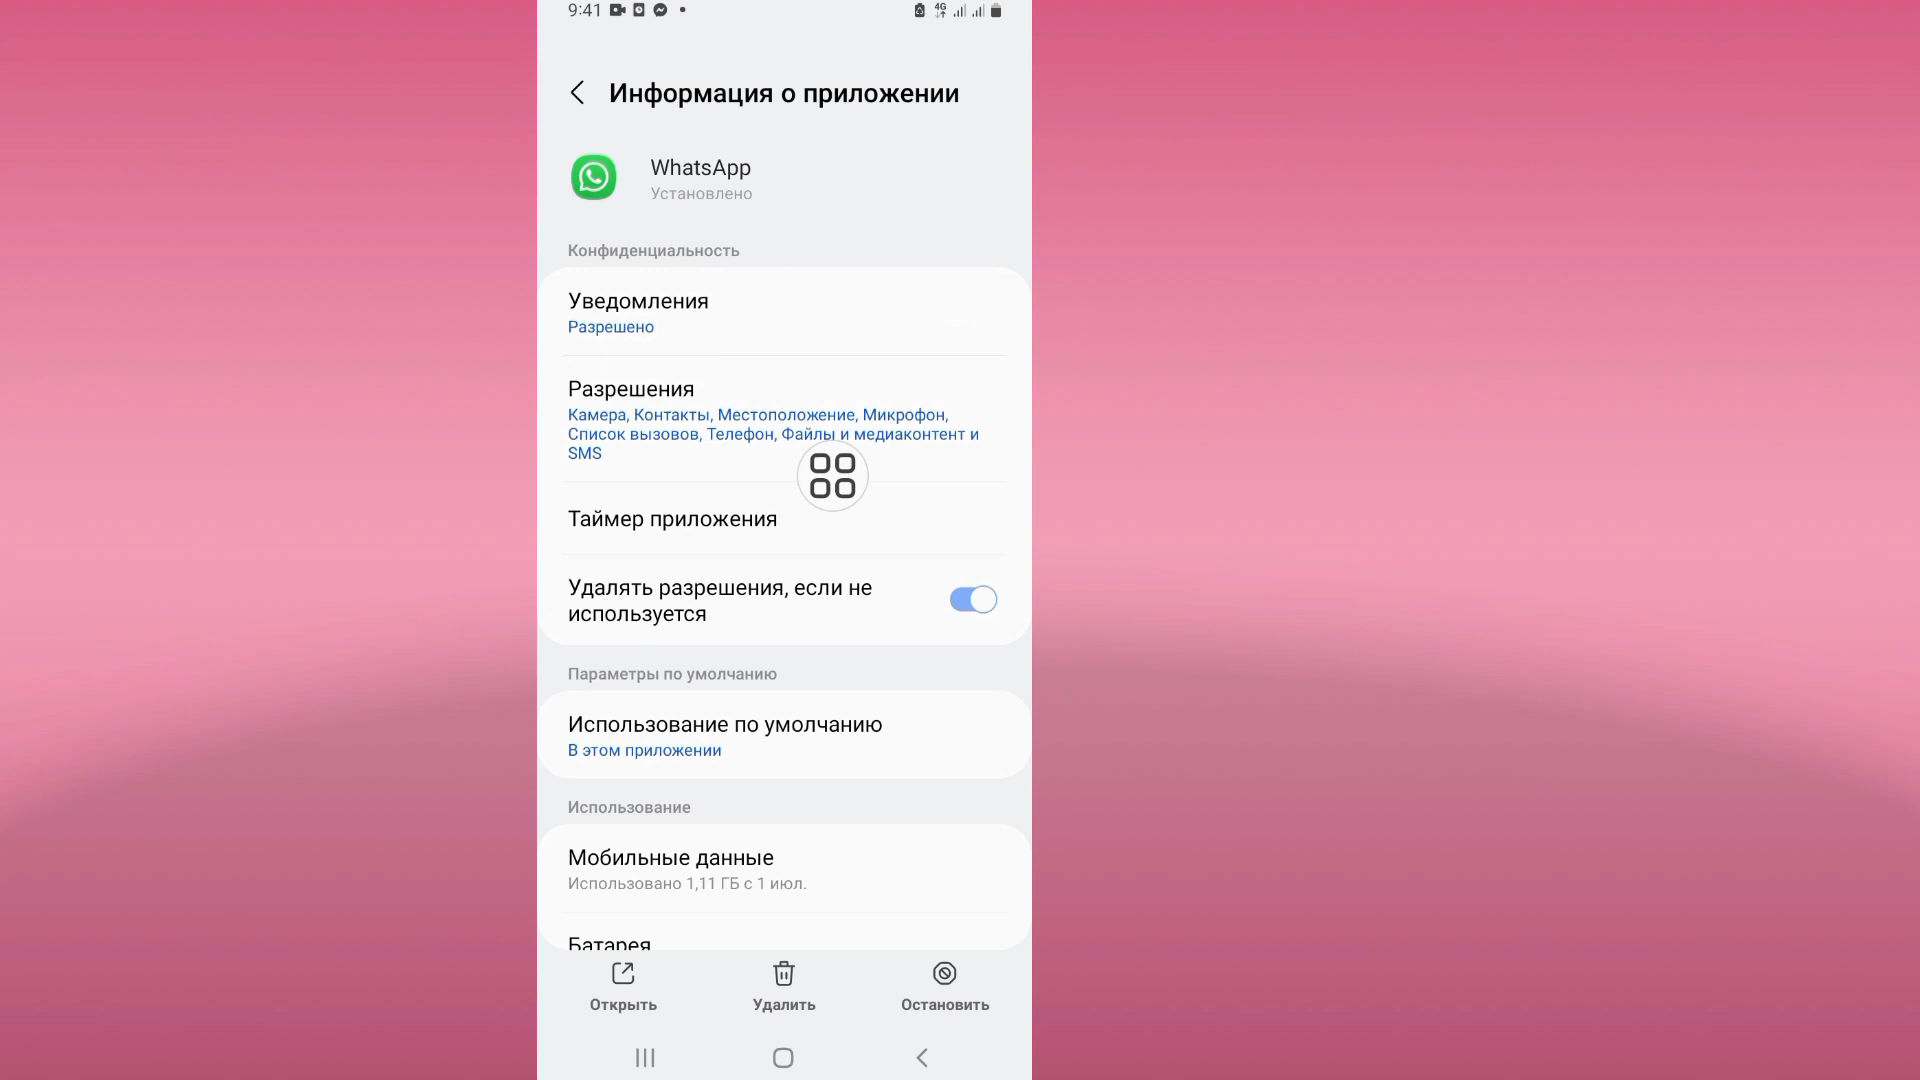 9:41
4G
Информация о приложении
WhatsApp
Установлено
Конфиденциальность
Уведомления
Разрешено
Разрешения
Камера, Контакты, Местоположение, Микрофон,
Список вызовов, Телефон, Файлы и медиаконтент и
SMS
Таймер приложения
Удалять разрешения, если не
используется
Параметры по умолчанию
Использование по умолчанию
В этом приложении
Использование
Мобильные данные
Использовано 1,11 ГБ с 1 июл.
Батарея
Открыть
Удалить
Остановить